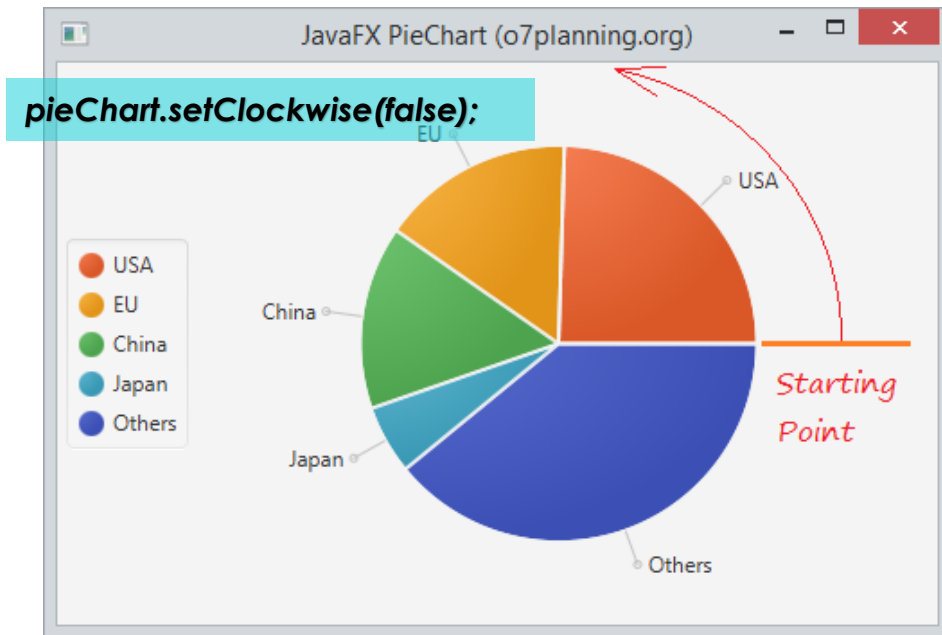 JavaFX PieChart (o7planning.org)
pieChart.setClockwise(false);
EU
USA
USA
EU
China
Japan
Others
China
Japan
Others
Starting
Point